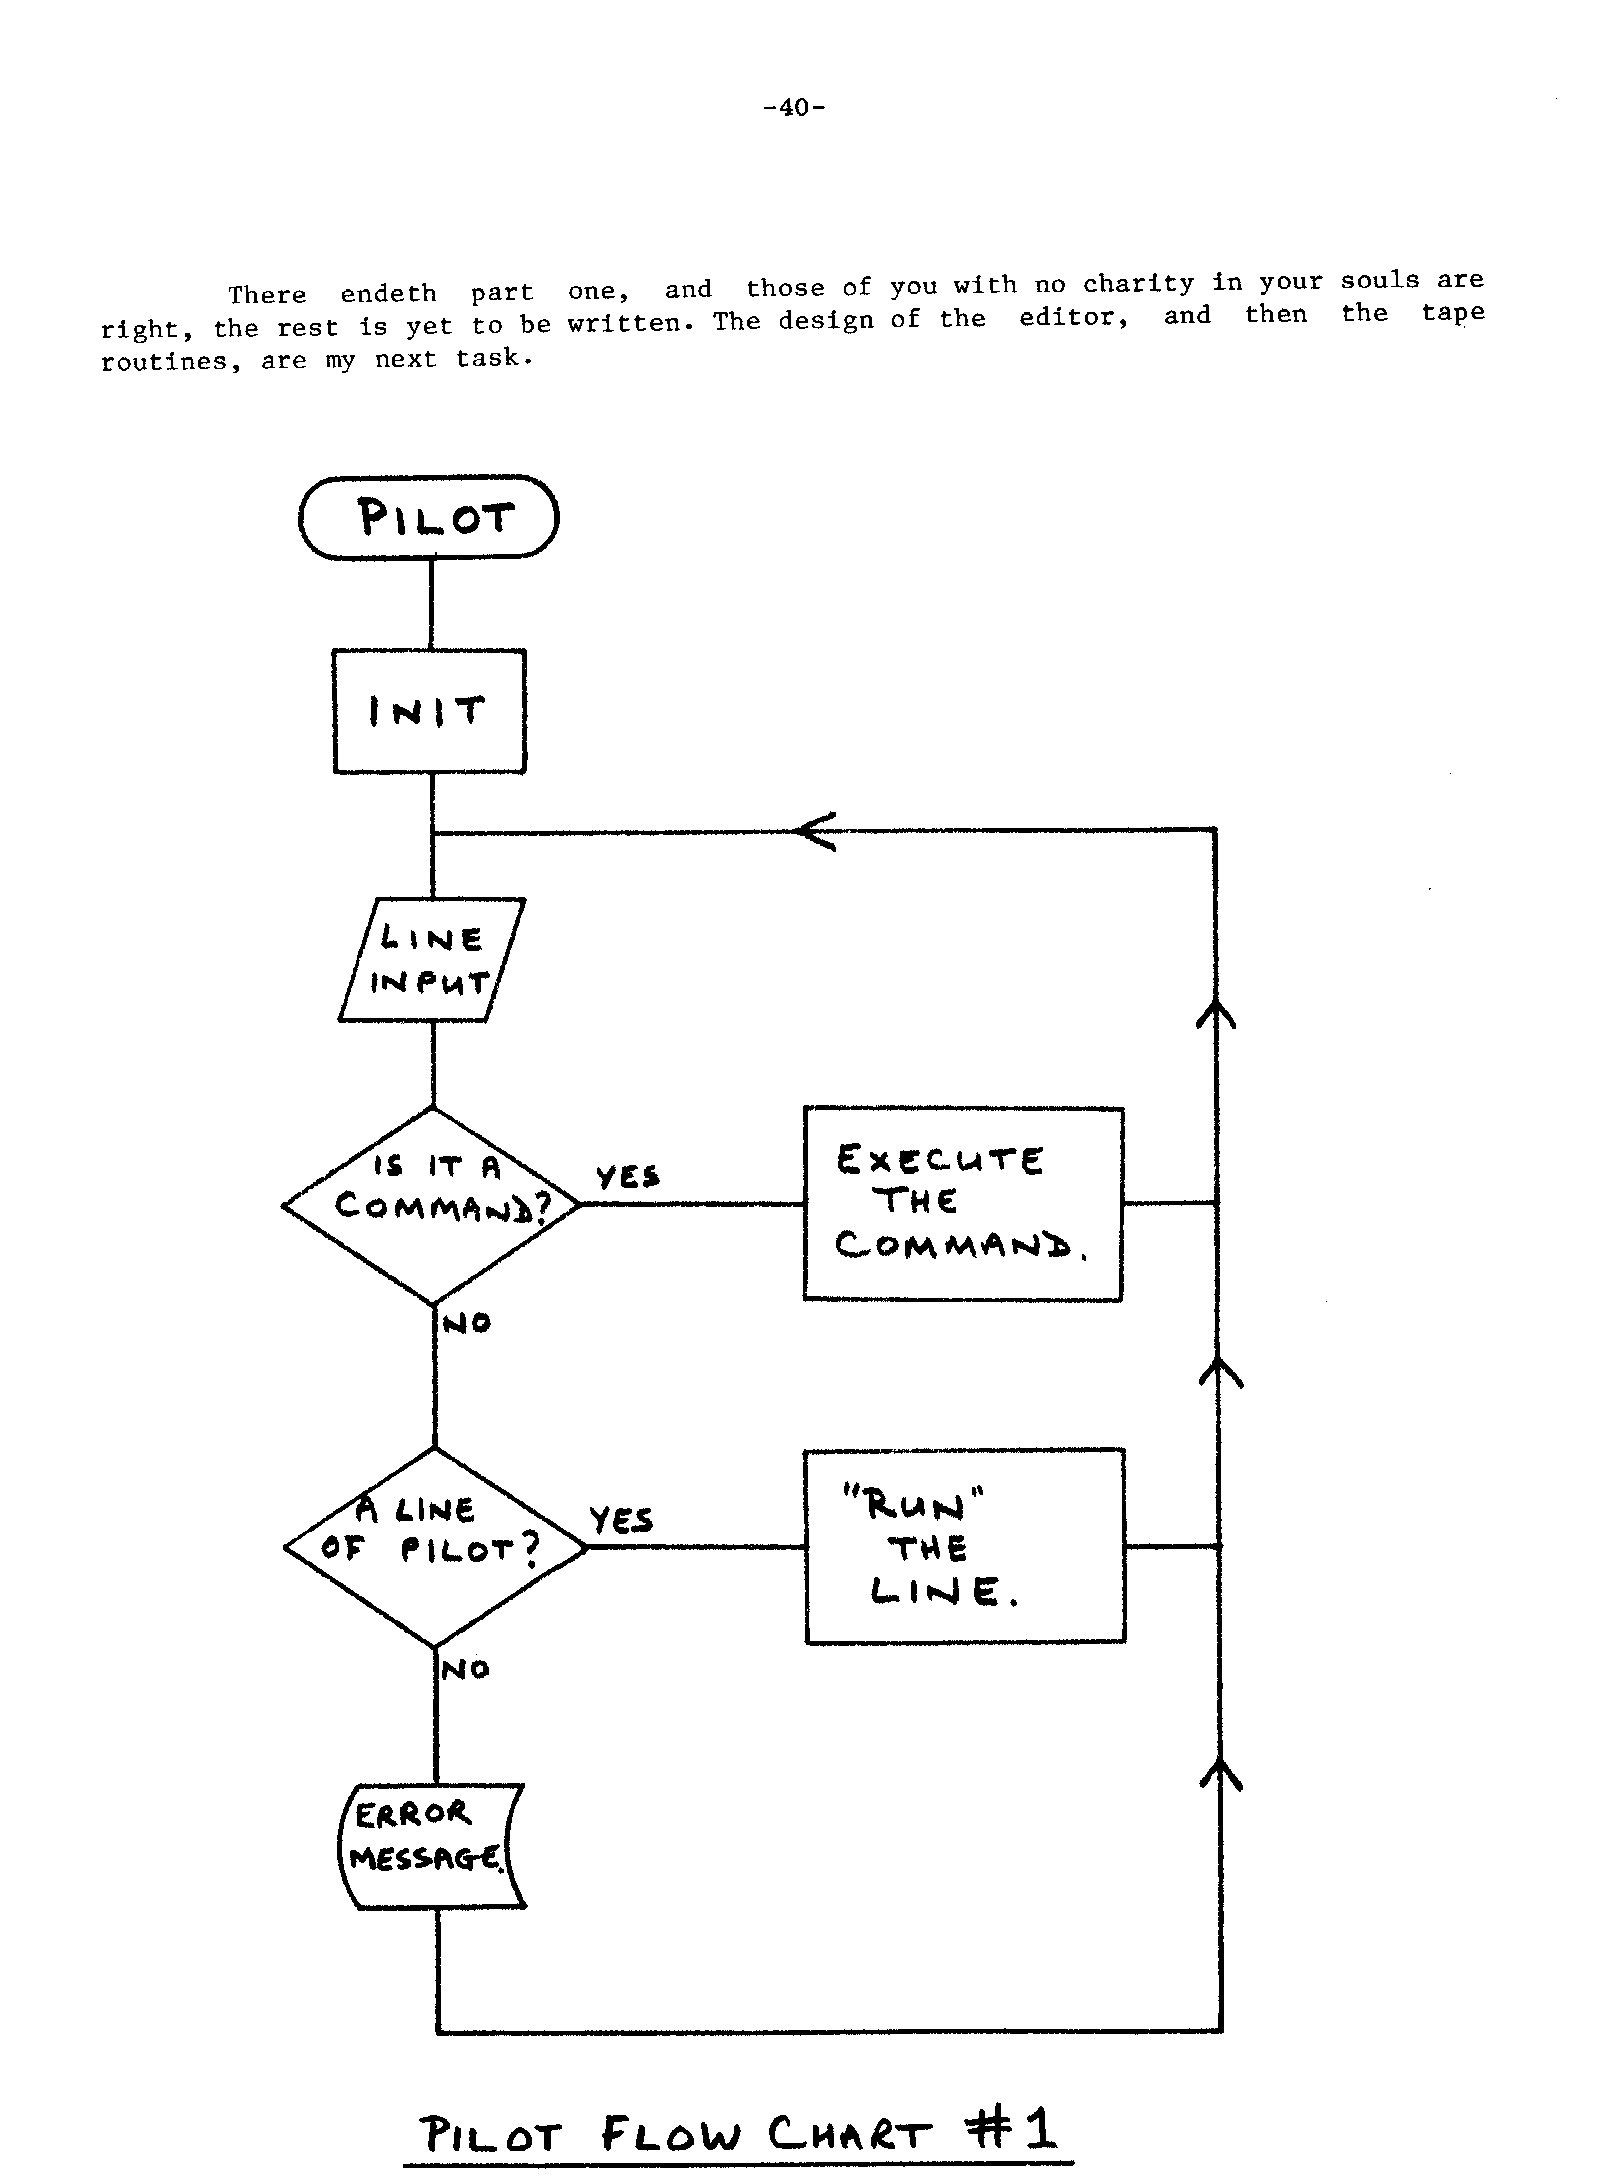 -40-
There endeth part one, and those of you with no charity in your souls are
right, the rest is yet to be written. The design of the editor, and then the tape
routines, are my next task.
PILOT
INIT
LINE
INPUT
IS IT A
COMMAND?
YES
EXECUTE
THE
COMMAND.
NO
A LINE
OF PILOT?
YES
"RUN"
THE
LINE.
NO
ERROR
MESSAGE.
PILOT FLOW CHART #1